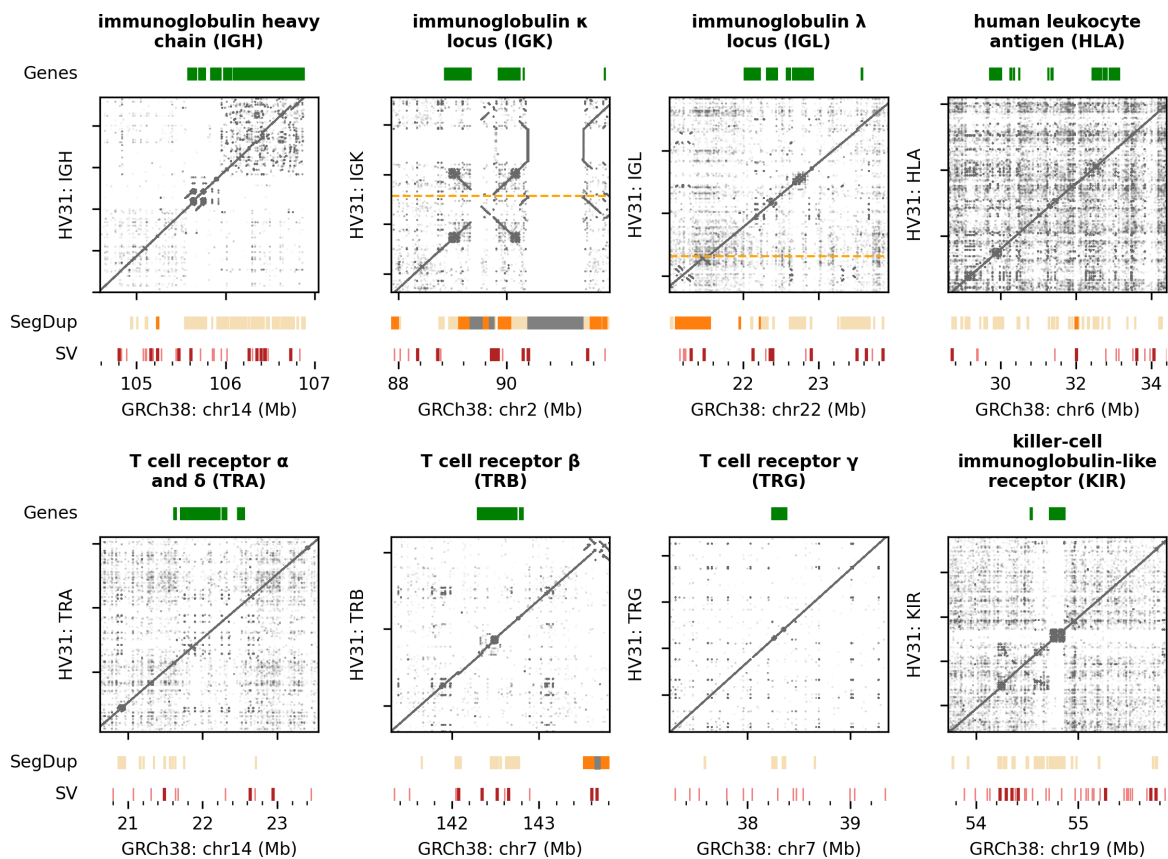 immunoglobulin heavy
chain (IGH)
immunoglobulin κ
locus (IGK)
immunoglobulin λ
locus (IGL)
human leukocyte
antigen (HLA)
Genes
HV31: IGH
HV31: IGK
HV31: IGL
HV31: HLA
SegDup
SV
105 106 107
88 90
22 23
30 32 34
GRCh38: chr14 (Mb)
GRCh38: chr2 (Mb)
GRCh38: chr22 (Mb)
GRCh38: chr6 (Mb)
T cell receptor α
and δ (TRA)
T cell receptor β
(TRB)
T cell receptor γ
(TRG)
killer-cell
immunoglobulin-like
receptor (KIR)
Genes
HV31: TRA
HV31: TRB
HV31: TRG
HV31: KIR
SegDup
SV
21 22 23
142 143
38 39
54 55
GRCh38: chr14 (Mb)
GRCh38: chr7 (Mb)
GRCh38: chr7 (Mb)
GRCh38: chr19 (Mb)